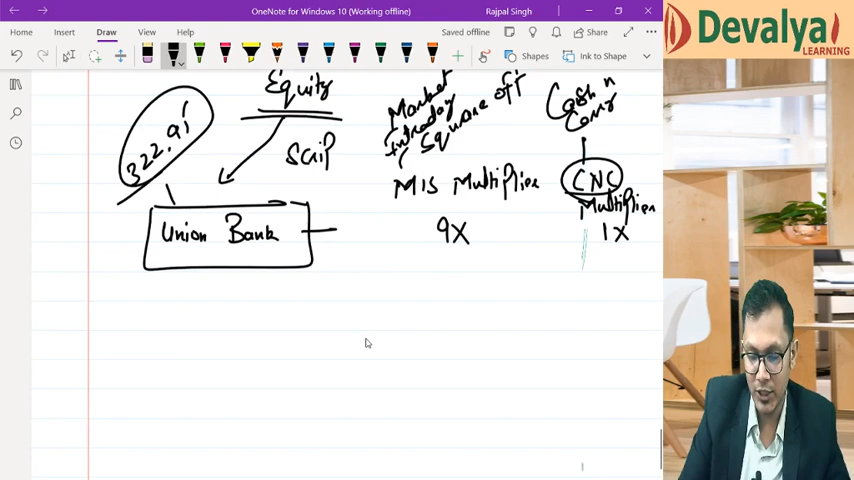 OneNote for Windows 10 (Working offline)
Rajpal Singh
Devalya
LEARNING
Home Insert Draw View Help
Saved offline
Share
Shapes
Ink to Shape
Equity
322.95
Scrip
Market
Intraday
Square off
MIS Multiplier
Cash n
Carry
CNC
Multiplier
Union Bank
9X
1X